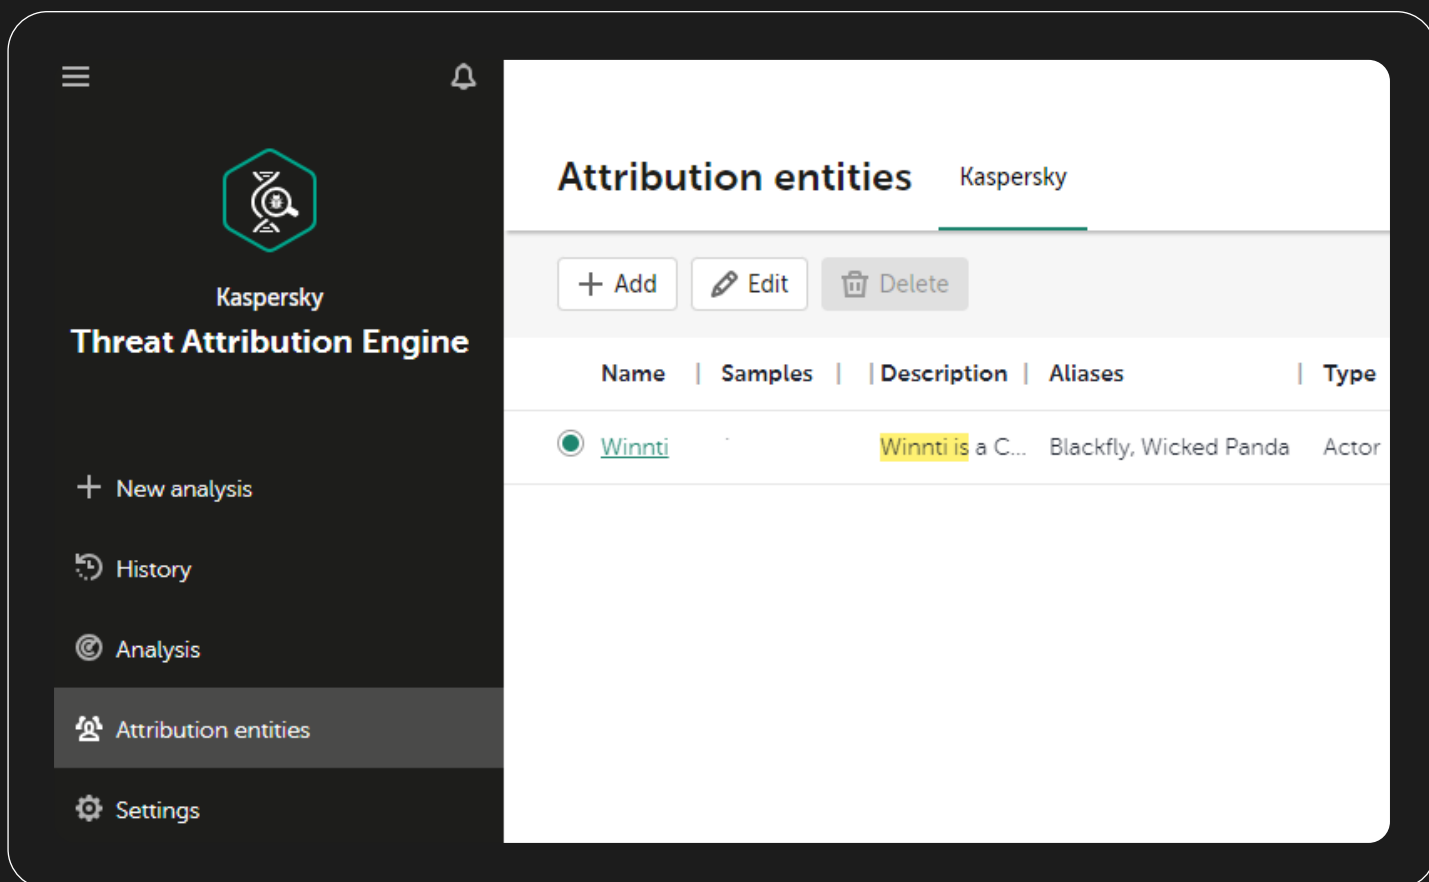 Kaspersky
Threat Attribution Engine
New analysis
History
Analysis
Attribution entities
Settings
Attribution entities Kaspersky
Add Edit Delete
Name | Samples | | Description | Aliases | Type
Winnti Winnti is a C... Blackfly, Wicked Panda Actor